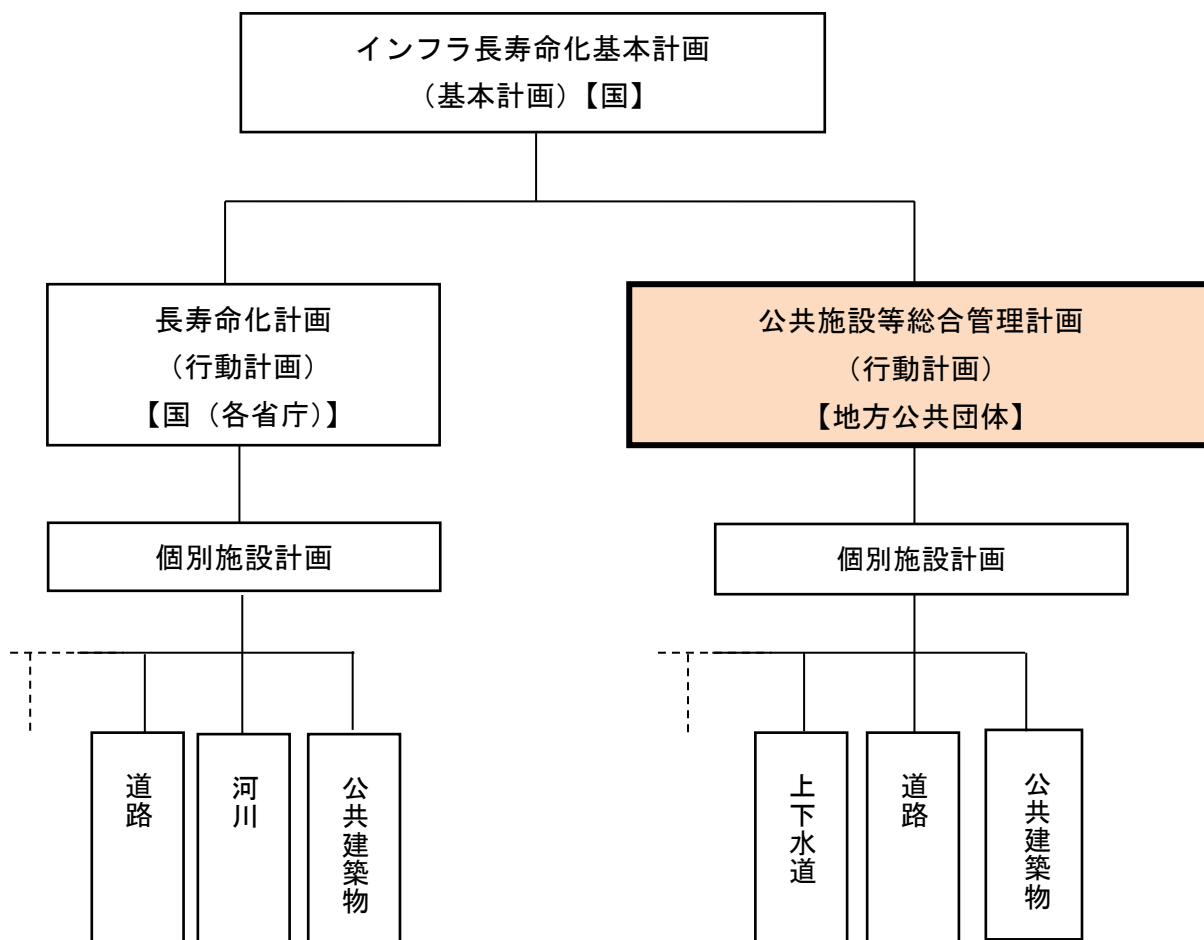 インフラ長寿命化基本計画
（基本計画）【国】
長寿命化計画
（行動計画）
【国（各省庁）】
公共施設等総合管理計画
（行動計画）
【地方公共団体】
個別施設計画
個別施設計画
道路
河川
公共建築物
上下水道
道路
公共建築物